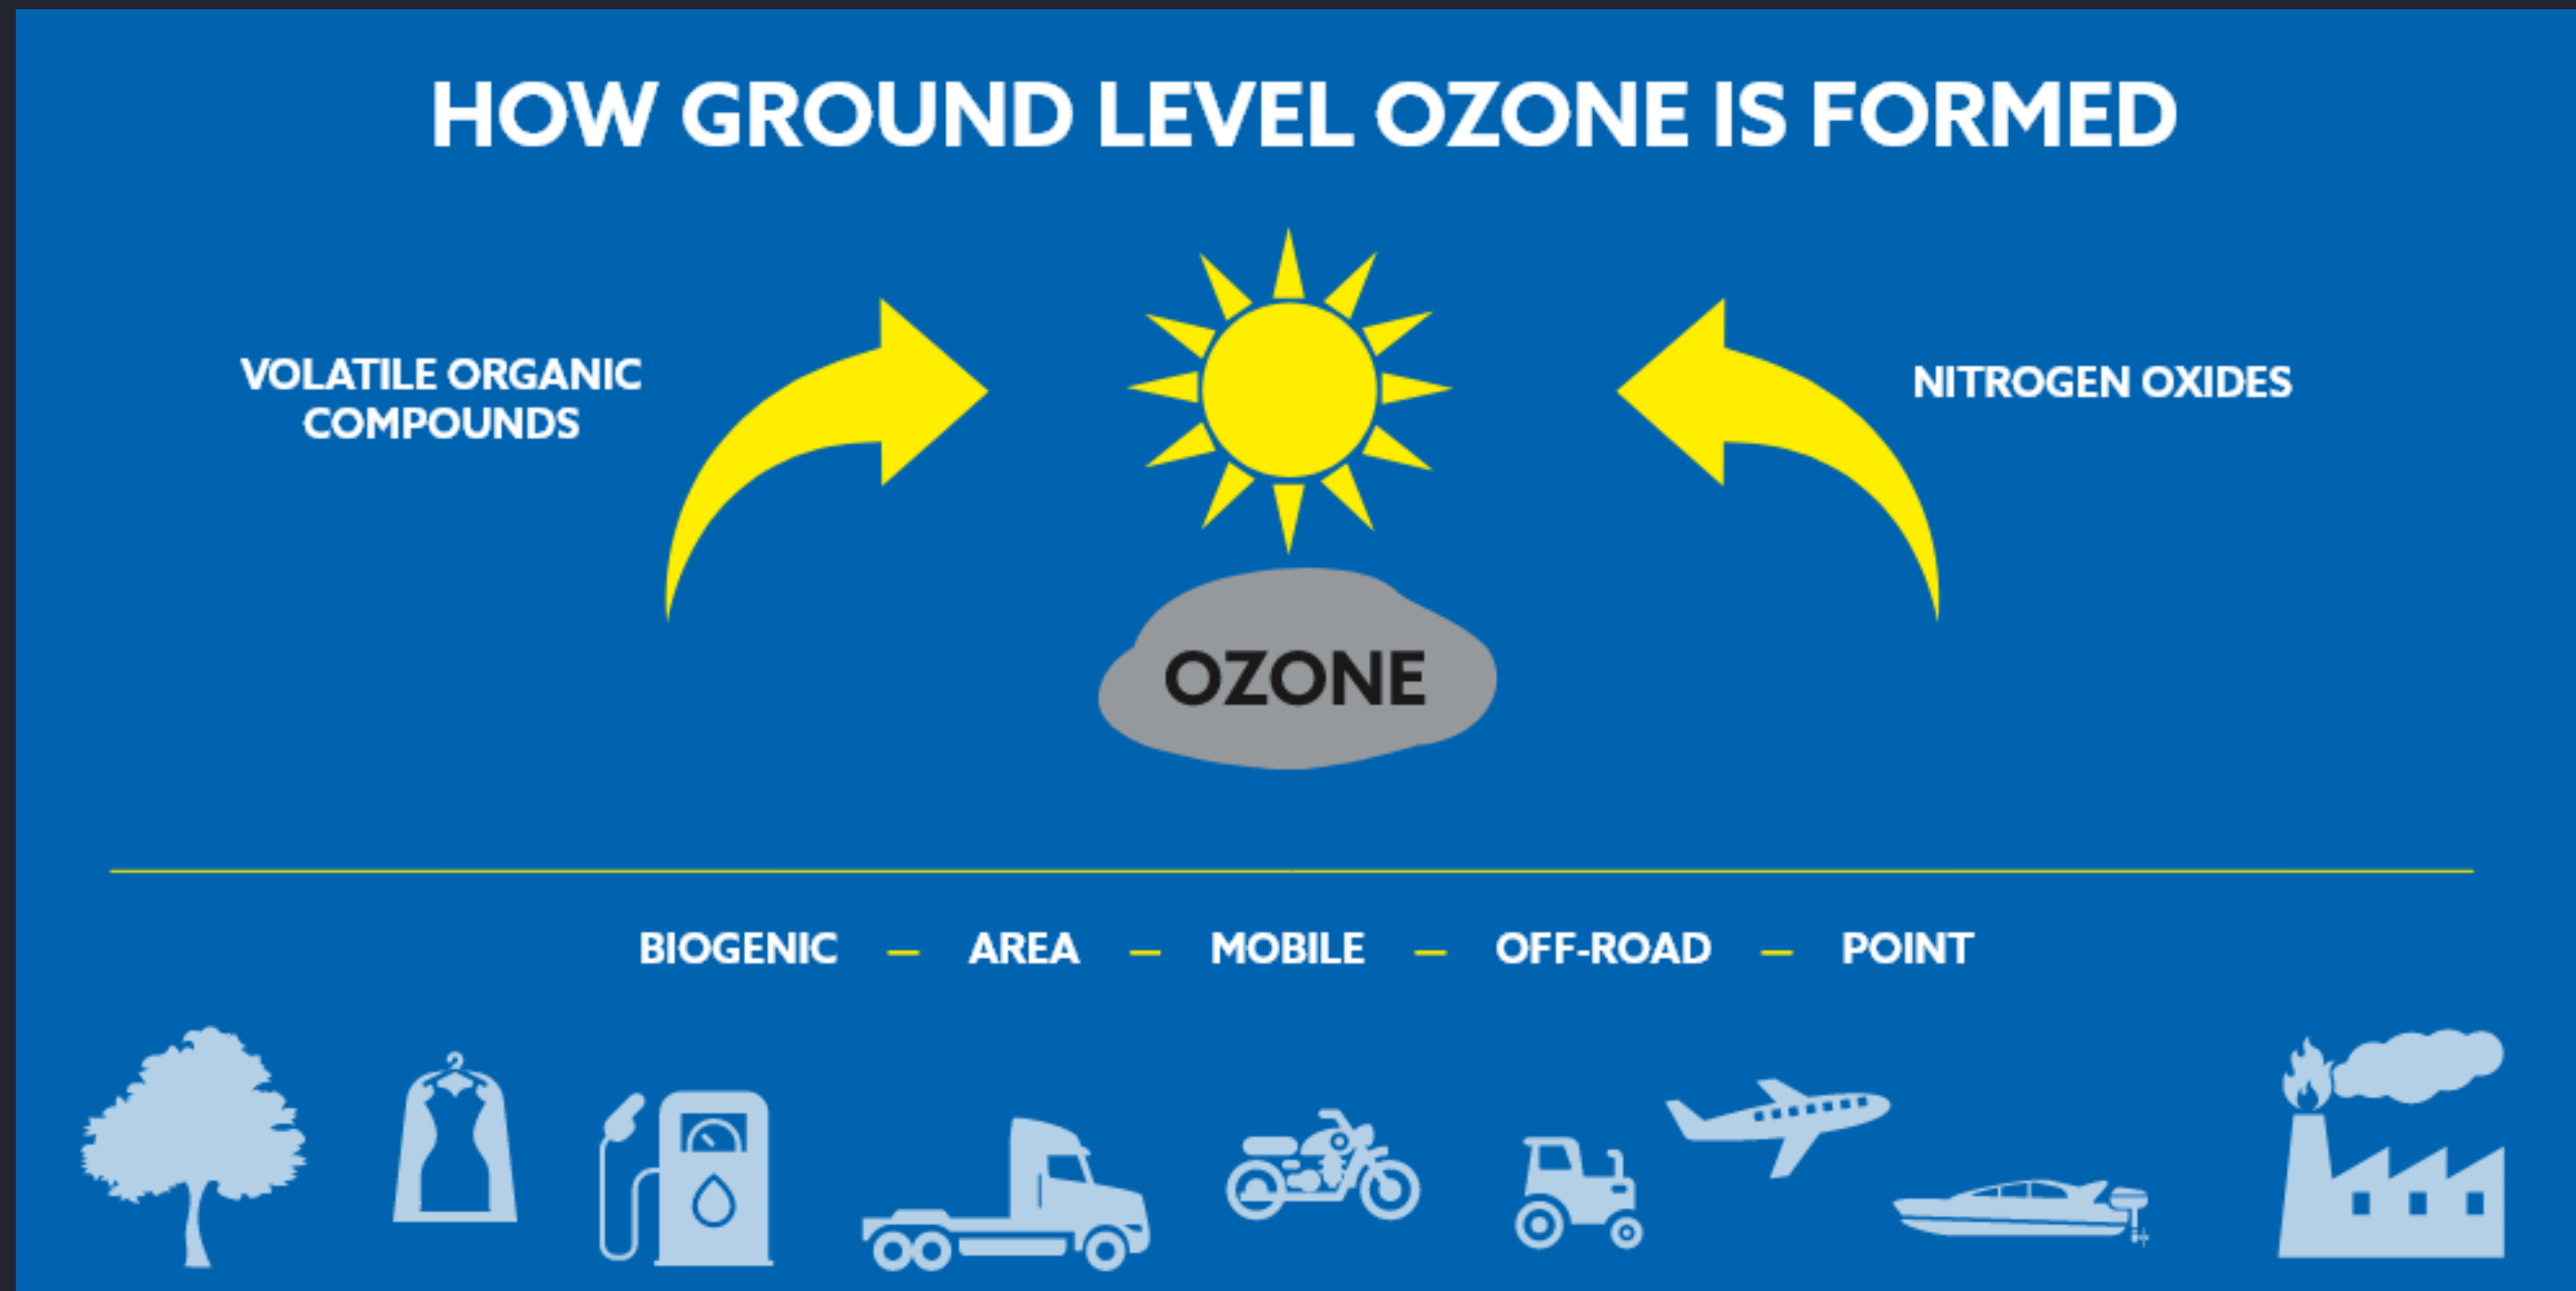 HOW GROUND LEVEL OZONE IS FORMED
VOLATILE ORGANIC
COMPOUNDS
NITROGEN OXIDES
OZONE
BIOGENIC – AREA – MOBILE – OFF-ROAD – POINT